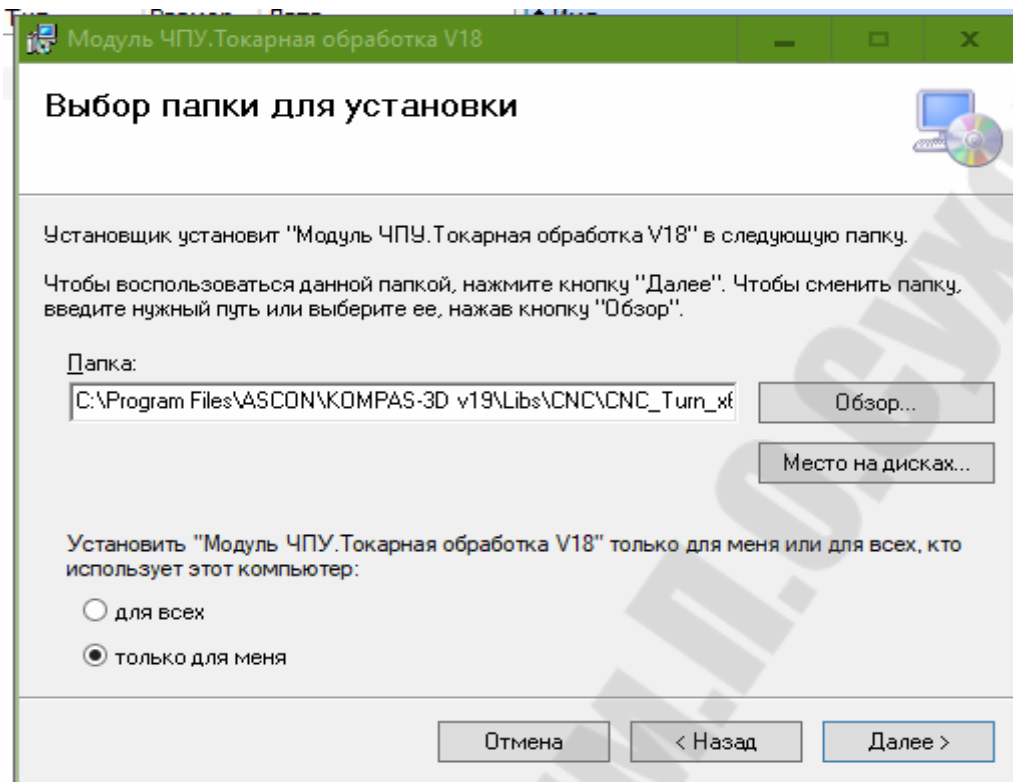 Модуль ЧПУ.Токарная обработка V18
Выбор папки для установки
Установщик установит "Модуль ЧПУ.Токарная обработка V18" в следующую папку.
Чтобы воспользоваться данной папкой, нажмите кнопку "Далее". Чтобы сменить папку,
введите нужный путь или выберите ее, нажав кнопку "Обзор".
Папка:
C:\Program Files\ASCON\KOMPAS-3D v19\Libs\CNC\CNC_Turn_x6
Обзор...
Место на дисках...
Установить "Модуль ЧПУ.Токарная обработка V18" только для меня или для всех, кто
использует этот компьютер:
для всех
только для меня
Отмена
< Назад
Далее >